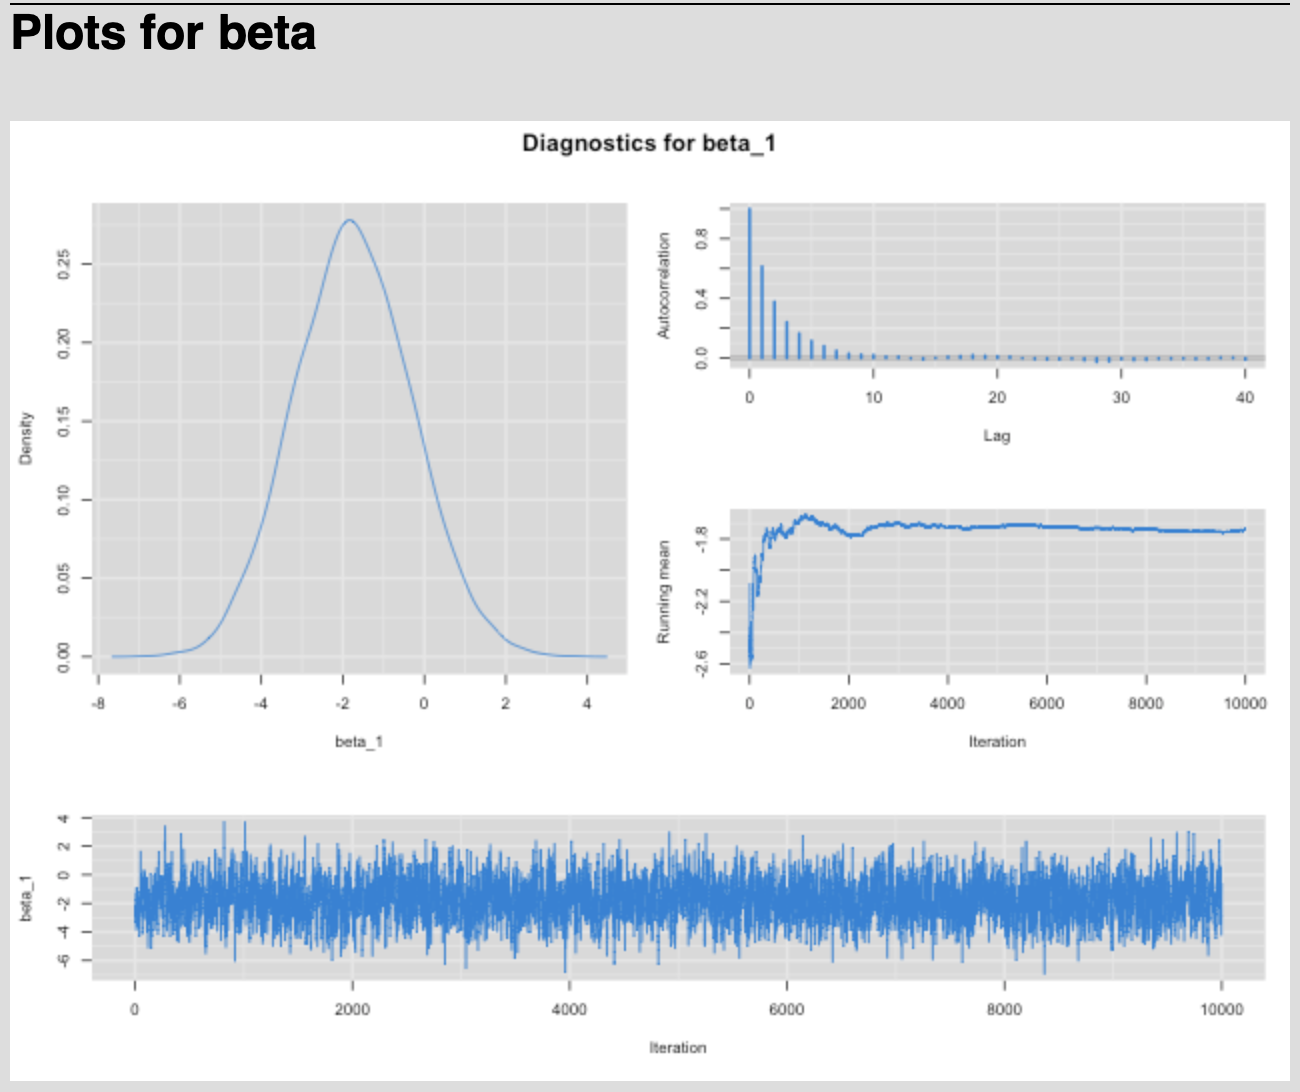 Plots for beta
Diagnostics for beta_1
Density
0.00 0.05 0.10 0.15 0.20 0.25
-8 -6 -4 -2 0 2 4
beta_1
Autocorrelation
0.0 0.4 0.8
0 10 20 30 40
Lag
Running mean
-2.6 -2.2 -1.8
0 2000 4000 6000 8000 10000
Iteration
beta_1
-6 -4 -2 0 2 4
0 2000 4000 6000 8000 10000
Iteration